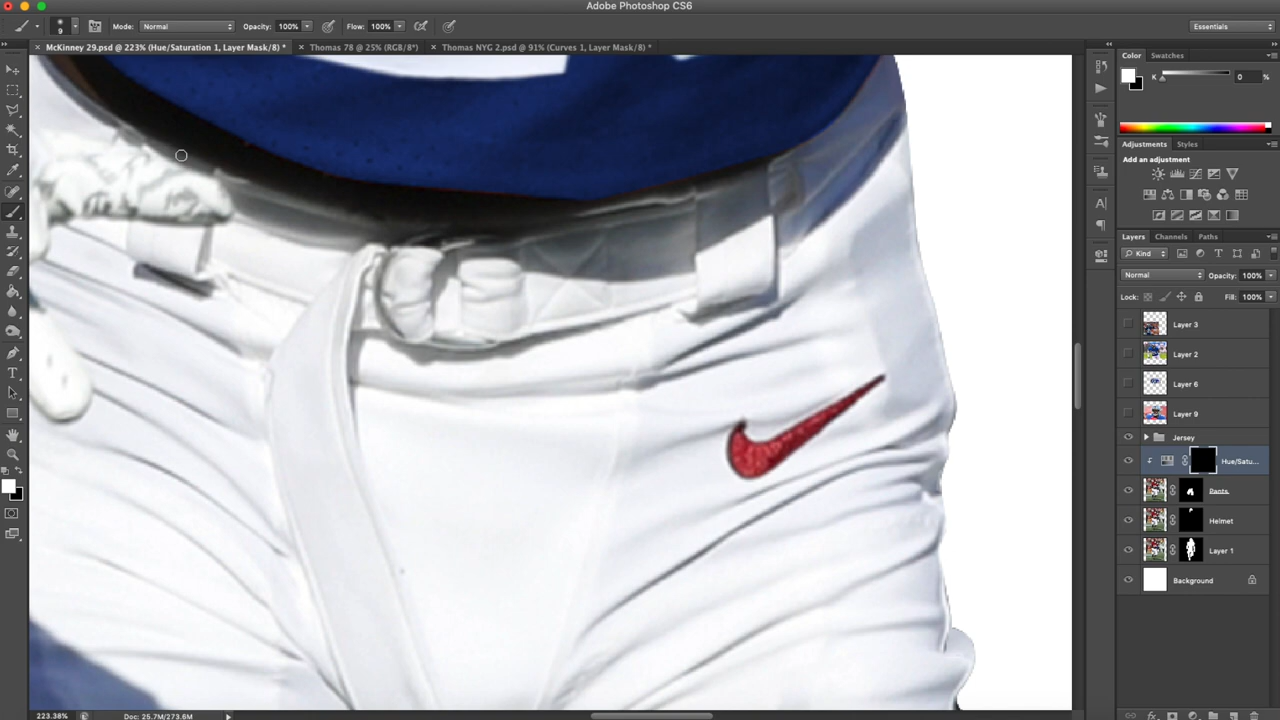 Adobe Photoshop CS6
9 Mode: Normal Opacity: 100% Flow: 100% Essentials
McKinney 29.psd @ 223% (Hue/Saturation 1, Layer Mask/8) * Thomas 78 @ 25% (RGB/8*) Thomas NYG 2.psd @ 91% (Curves 1, Layer Mask/8) *
Color Swatches
K 0 %
Adjustments Styles
Add an adjustment
Layers Channels Paths
Kind
Normal Opacity: 100%
Lock: Fill: 100%
Layer 3
Layer 2
Layer 6
Layer 9
Jersey
Hue/Satu...
Pants
Helmet
Layer 1
Background
223.38% Doc: 25.7M/273.6M